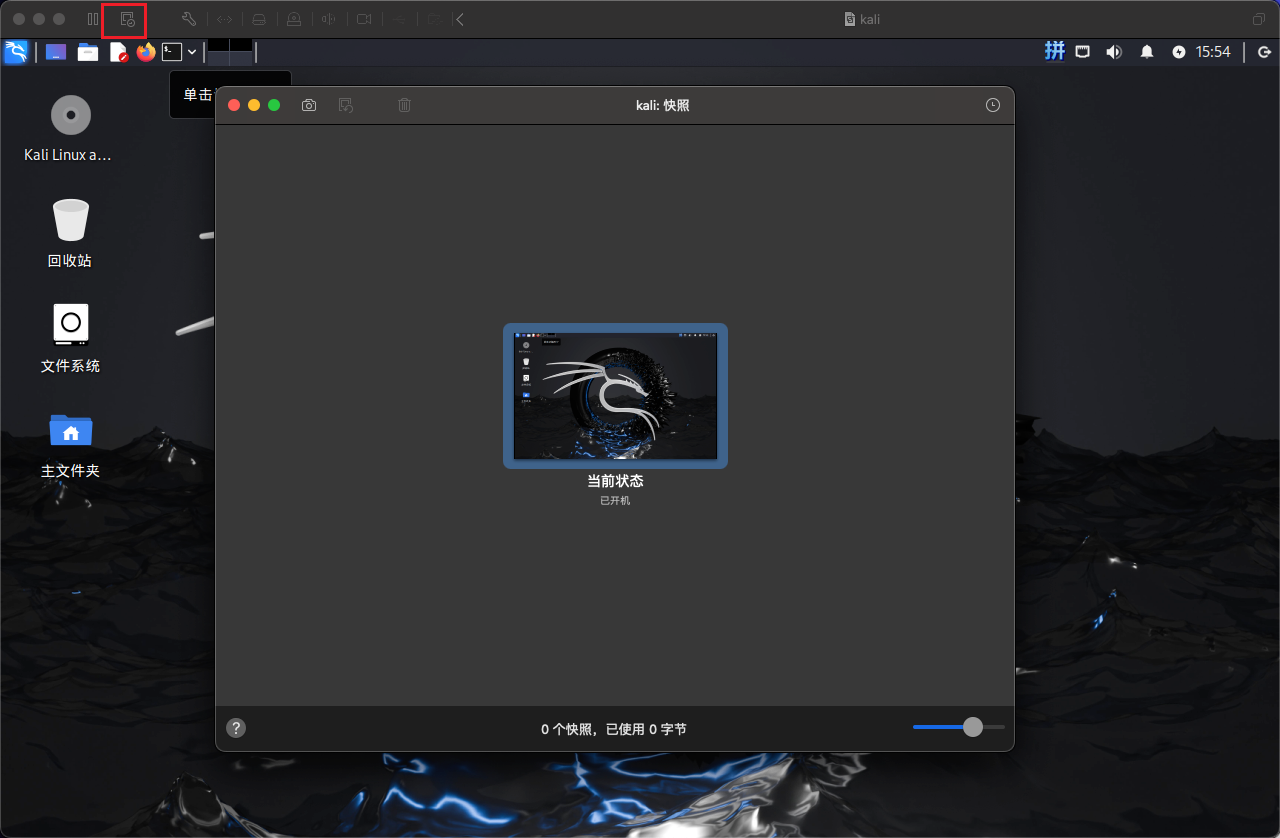 kali
15:54
单击
kali: 快照
Kali Linux a...
回收站
文件系统
主文件夹
当前状态
已开机
0 个快照，已使用 0 字节